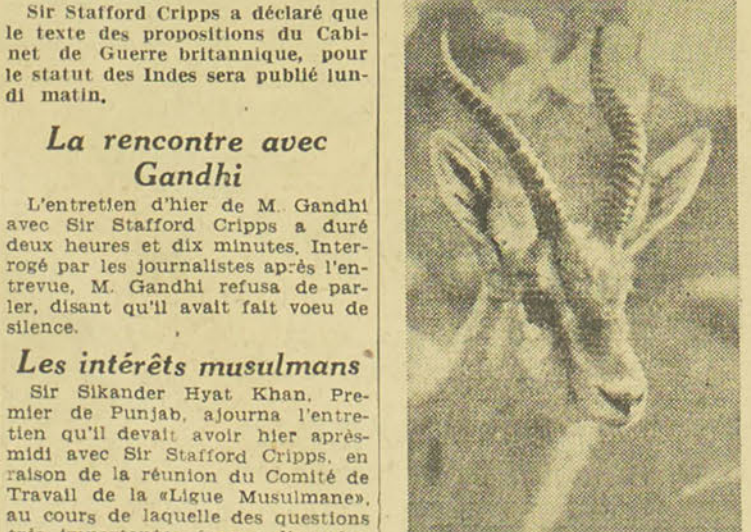 Sir Stafford Cripps a déclaré que
le texte des propositions du Cabi-
net de Guerre britannique, pour
le statut des Indes sera publié lun-
di matin.
La rencontre avec
Gandhi
L'entretien d'hier de M. Gandhi
avec Sir Stafford Cripps a duré
deux heures et dix minutes. Inter-
rogé par les journalistes après l'en-
trevue, M. Gandhi refusa de par-
ler, disant qu'il avait fait voeu de
silence.
Les intérêts musulmans
Sir Sikander Hyat Khan, Pre-
mier de Punjab, ajourna l'entre-
tien qu'il devait avoir hier après-
midi avec Sir Stafford Cripps, en
raison de la réunion du Comité de
Travail de la «Ligue Musulmane»,
au cours de laquelle des questions